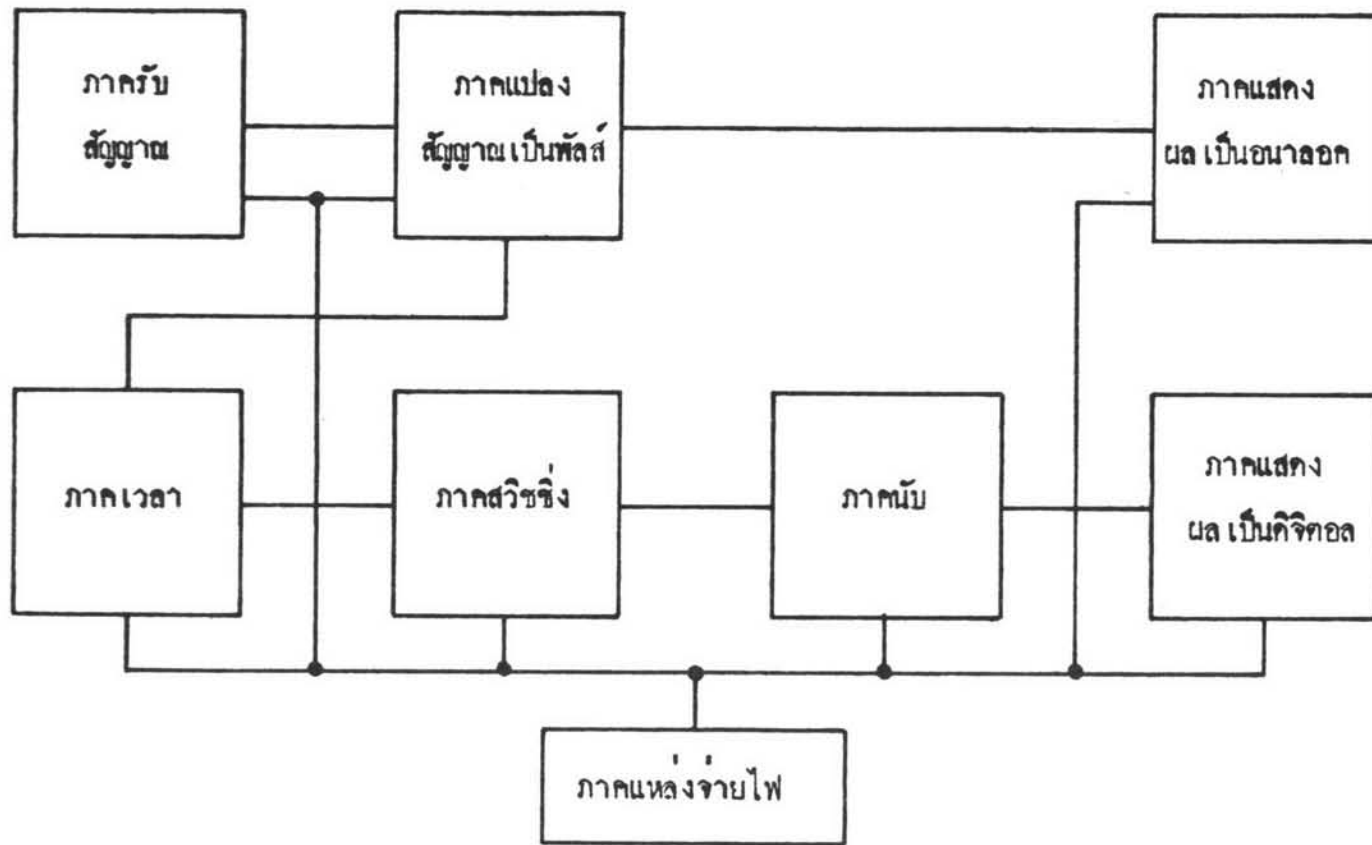 ภาครับ
สัญญาณ
ภาคแปลง
สัญญาณเป็นพัลส์
ภาคแสดง
ผลเป็นอนาลอค
ภาคเวลา
ภาคสวิชชิ่ง
ภาคนับ
ภาคแสดง
ผลเป็นดิจิตอล
ภาคแหล่งจ่ายไฟ